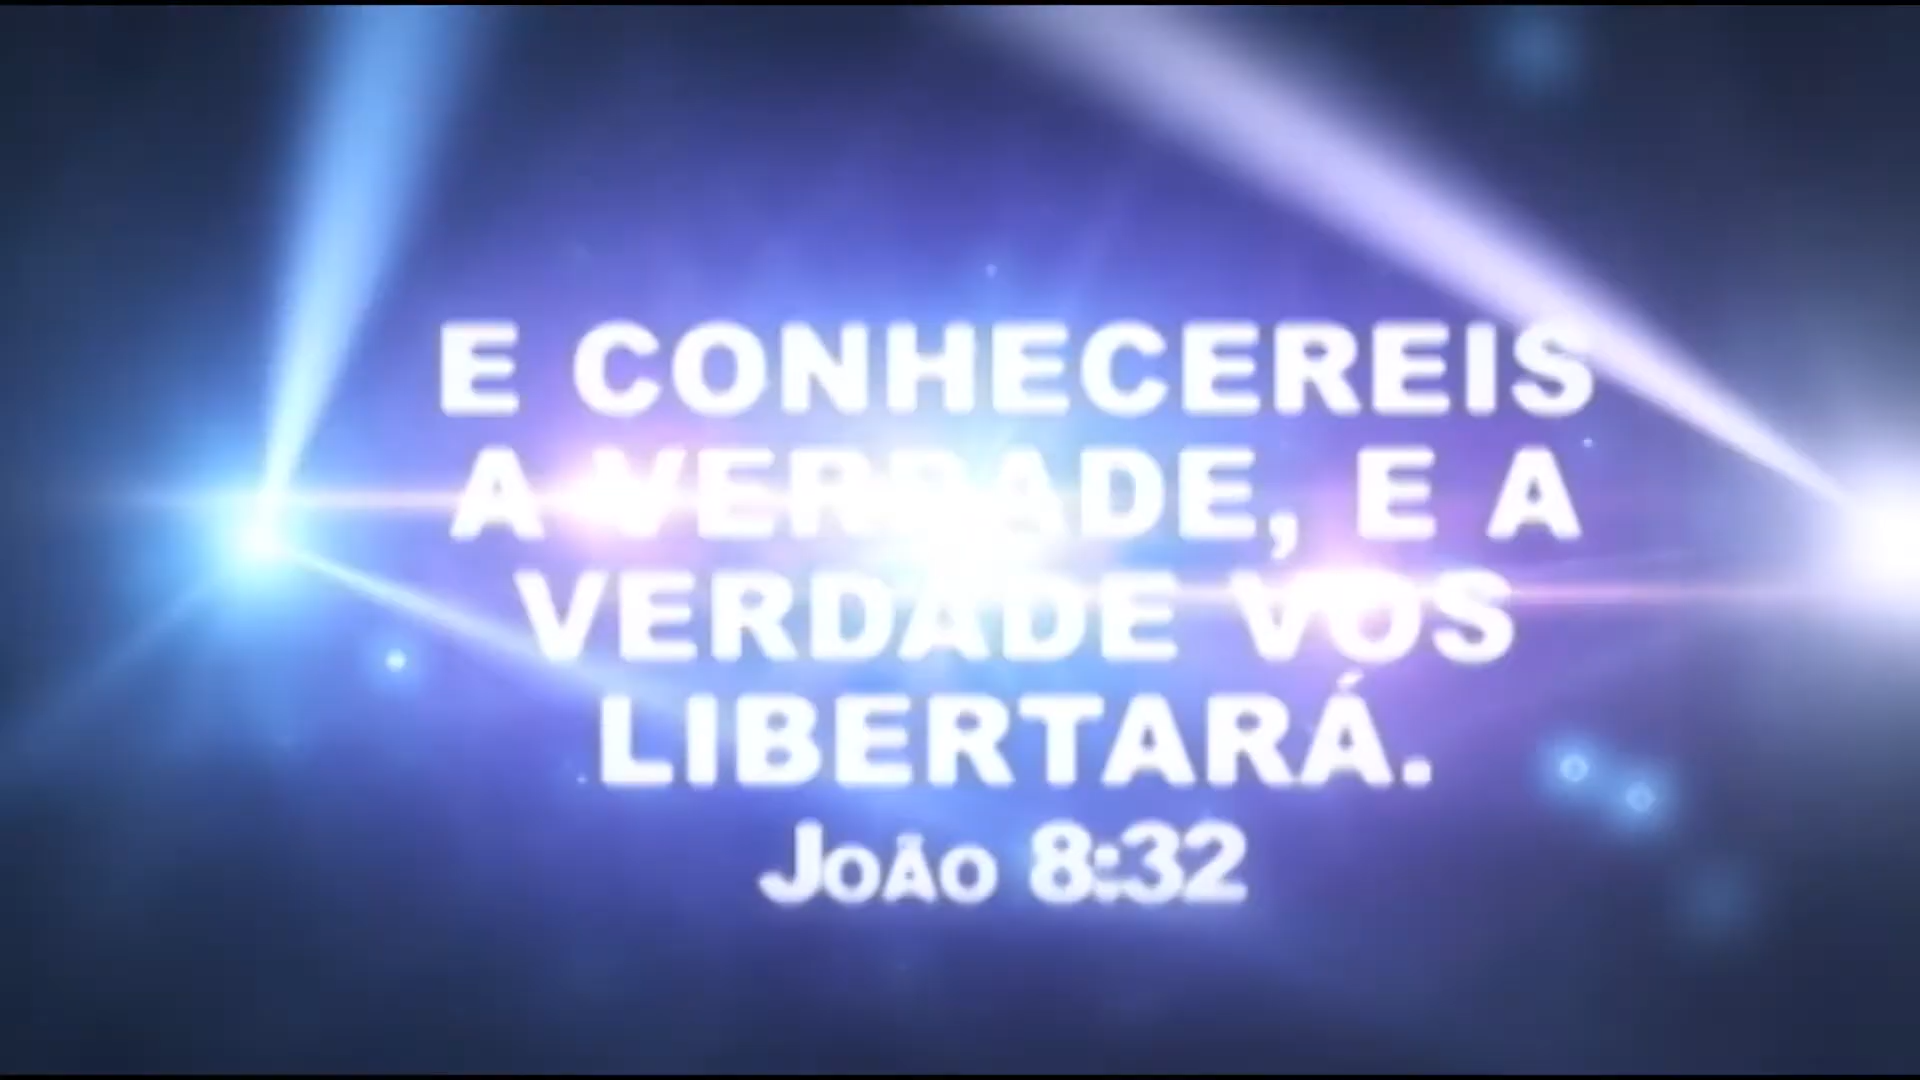 E CONHECEREIS
A VERDADE, E A
VERDADE VOS
LIBERTARÁ.
João 8:32